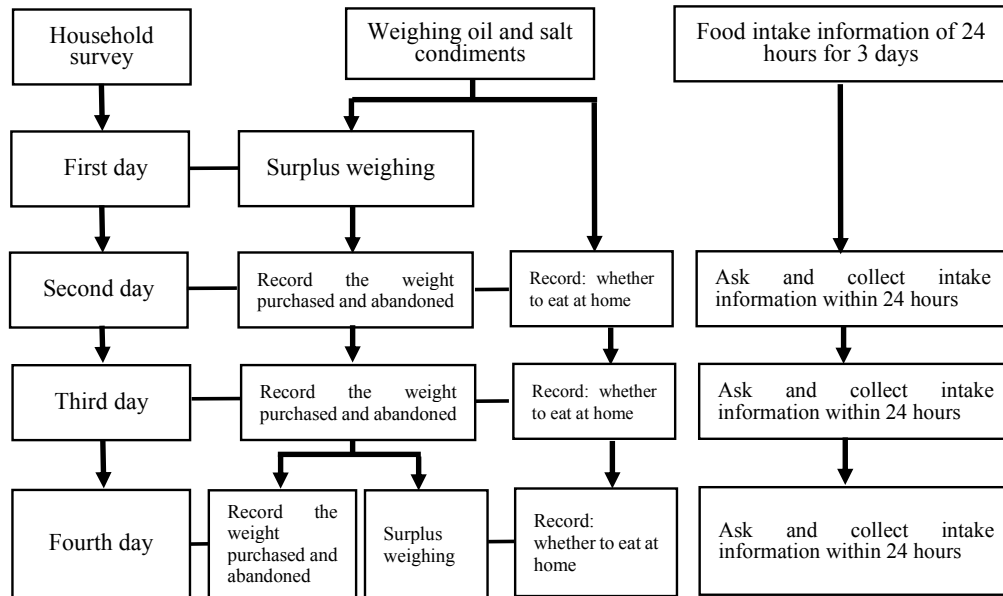 Household
survey
Weighing oil and salt
condiments
Food intake information of 24
hours for 3 days
First day
Surplus weighing
Second day
Record the weight
purchased and abandoned
Record: whether
to eat at home
Ask and collect intake
information within 24 hours
Third day
Record the weight
purchased and abandoned
Record: whether
to eat at home
Ask and collect intake
information within 24 hours
Fourth day
Record the
weight
purchased and
abandoned
Surplus
weighing
Record:
whether to eat at
home
Ask and collect intake
information within 24 hours